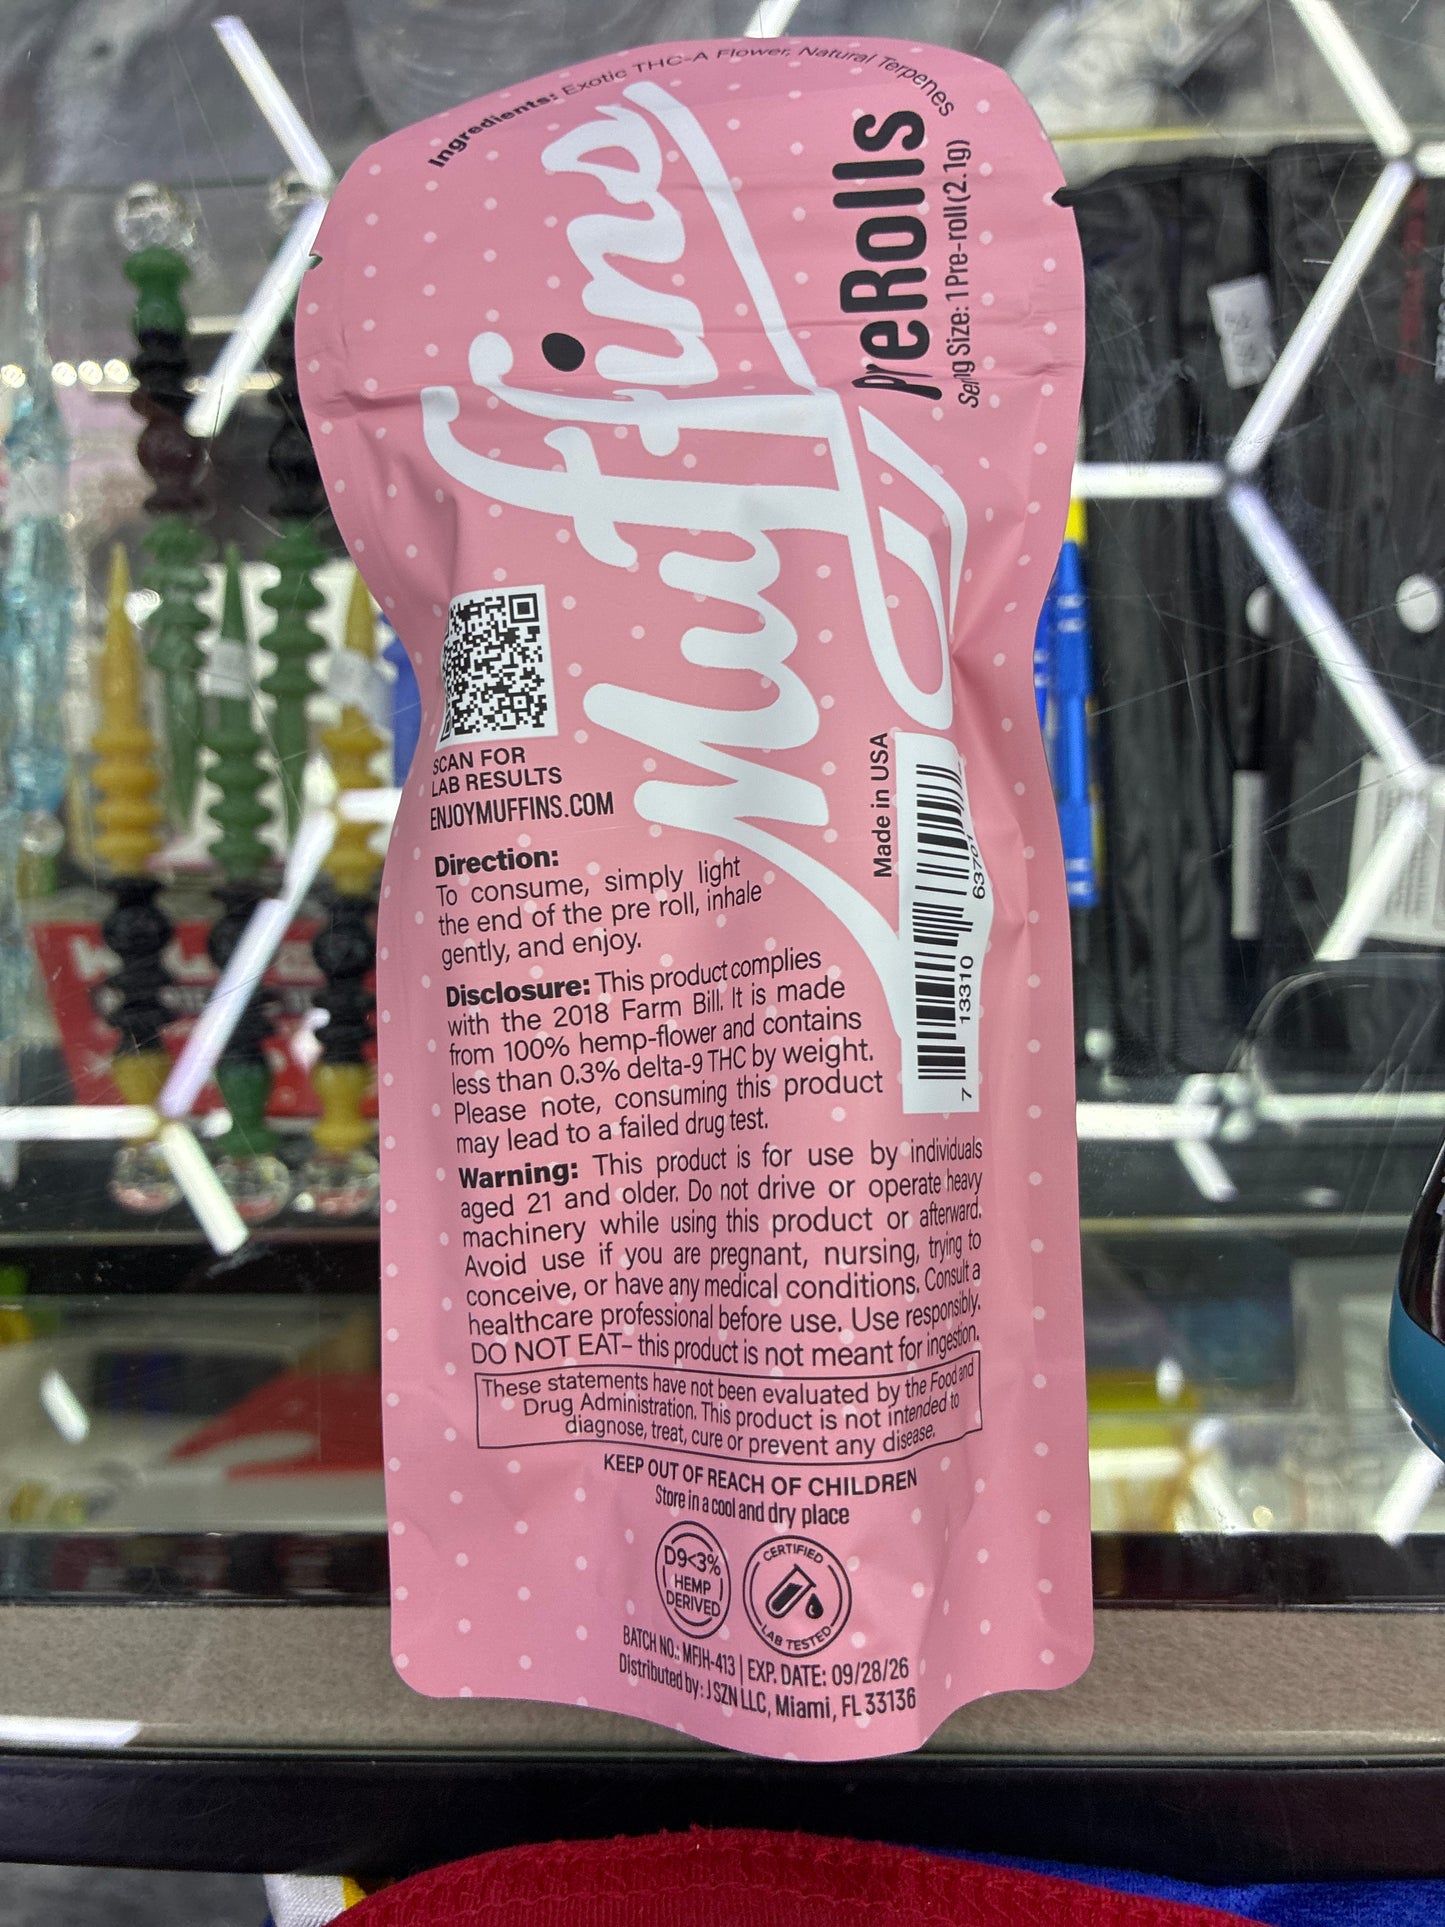 Ingredients: Exotic THC-A Flower, Natural Terpenes
Muffins
PreRolls
Serving Size: 1 Pre-roll (2.1g)
SCAN FOR
LAB RESULTS
ENJOYMUFFINS.COM
Made in USA
7 13310 6370
Direction:
To consume, simply light
the end of the pre roll, inhale
gently, and enjoy.
Disclosure: This product complies
with the 2018 Farm Bill. It is made
from 100% hemp-flower and contains
less than 0.3% delta-9 THC by weight.
Please note, consuming this product
may lead to a failed drug test.
Warning: This product is for use by individuals
aged 21 and older. Do not drive or operate heavy
machinery while using this product or afterward.
Avoid use if you are pregnant, nursing, trying to
conceive, or have any medical conditions. Consult a
healthcare professional before use. Use responsibly.
DO NOT EAT– this product is not meant for ingestion.
These statements have not been evaluated by the Food and
Drug Administration. This product is not intended to
diagnose, treat, cure or prevent any disease.
KEEP OUT OF REACH OF CHILDREN
Store in a cool and dry place
D9<3%
HEMP
DERIVED
CERTIFIED
LAB TESTED
BATCH NO.: MFJH-413 | EXP. DATE: 09/28/26
Distributed by: J SZN LLC, Miami, FL 33136